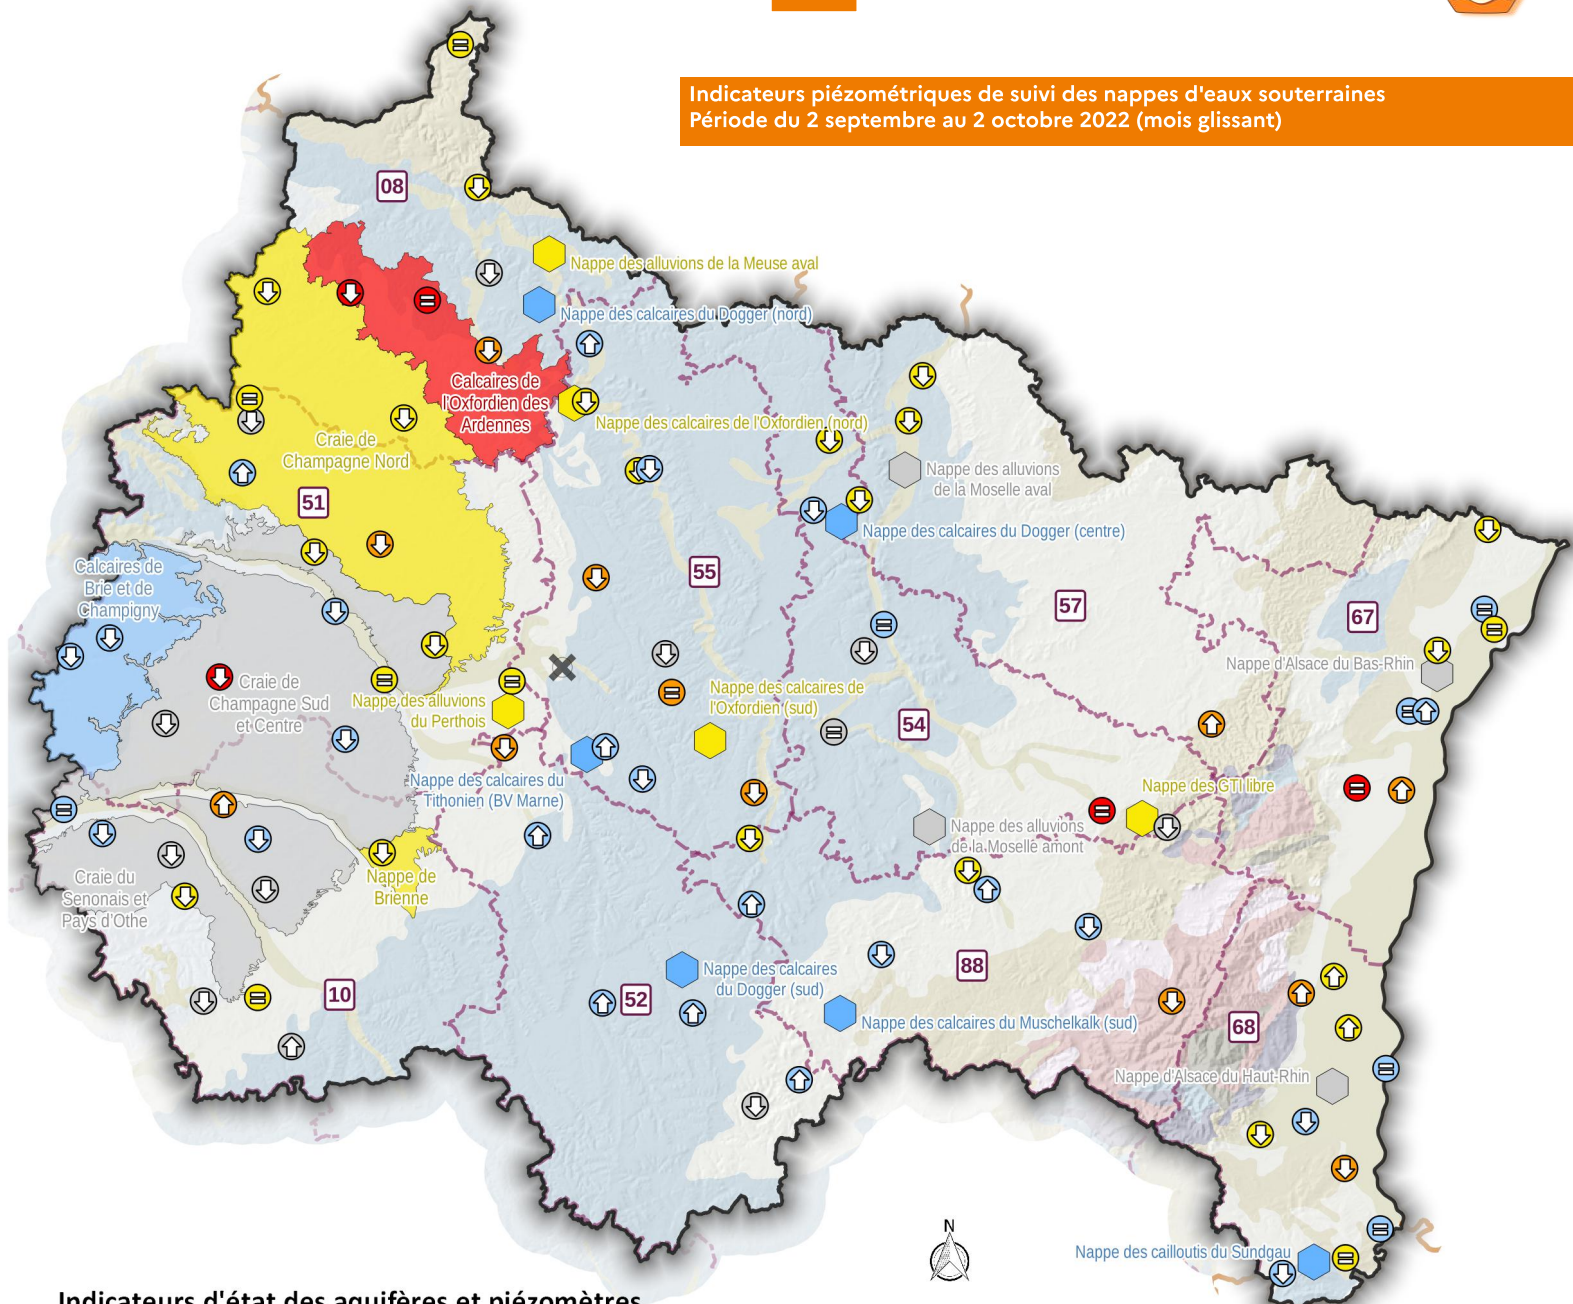 Indicateurs piézométriques de suivi des nappes d'eaux souterraines
Période du 2 septembre au 2 octobre 2022 (mois glissant)
08
Nappe des alluvions de la Meuse aval
Nappe des calcaires du Dogger (nord)
Calcaires de
l'Oxfordien des
Ardennes
Nappe des calcaires de l'Oxfordien (nord)
Craie de
Champagne Nord
Nappe des alluvions
de la Moselle aval
51
Nappe des calcaires du Dogger (centre)
Calcaires de
Brie et de
Champigny
55
57
67
Nappe d'Alsace du Bas-Rhin
Craie de
Champagne Sud
et Centre
Nappe des alluvions
du Perthois
Nappe des calcaires de
l'Oxfordien (sud)
54
Nappe des calcaires du
Tithonien (BV Marne)
Nappe des GTI libre
Nappe des alluvions
de la Moselle amont
Craie du
Senonais et
Pays d'Othe
Nappe de
Brienne
10
52
Nappe des calcaires
du Dogger (sud)
88
Nappe des calcaires du Muschelkalk (sud)
68
Nappe d'Alsace du Haut-Rhin
N
Nappe des cailloutis du Sundgau
Indicateurs d'état des aquifères et piézomètres